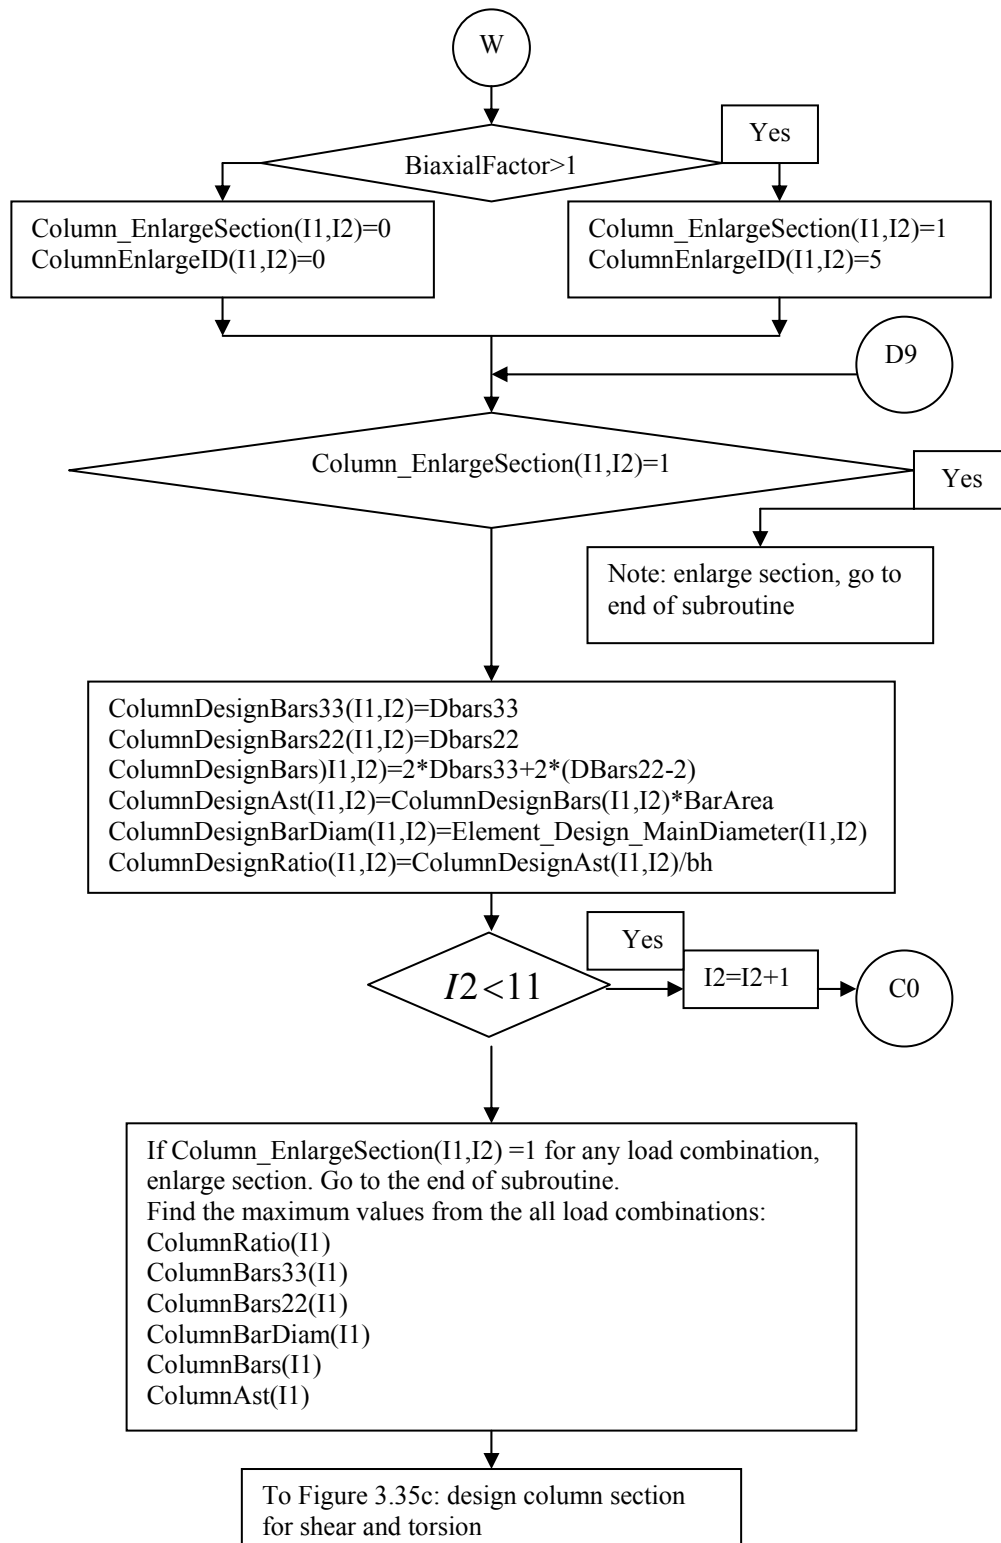 W
Yes
BiaxialFactor>1
Column_EnlargeSection(I1,I2)=0
ColumnEnlargeID(I1,I2)=0
Column_EnlargeSection(I1,I2)=1
ColumnEnlargeID(I1,I2)=5
D9
Column_EnlargeSection(I1,I2)=1
Yes
Note: enlarge section, go to
end of subroutine
ColumnDesignBars33(I1,I2)=Dbars33
ColumnDesignBars22(I1,I2)=Dbars22
ColumnDesignBars)I1,I2)=2*Dbars33+2*(DBars22-2)
ColumnDesignAst(I1,I2)=ColumnDesignBars(I1,I2)*BarArea
ColumnDesignBarDiam(I1,I2)=Element_Design_MainDiameter(I1,I2)
ColumnDesignRatio(I1,I2)=ColumnDesignAst(I1,I2)/bh
Yes
I2<11
I2=I2+1
C0
If Column_EnlargeSection(I1,I2) =1 for any load combination,
enlarge section. Go to the end of subroutine.
Find the maximum values from the all load combinations:
ColumnRatio(I1)
ColumnBars33(I1)
ColumnBars22(I1)
ColumnBarDiam(I1)
ColumnBars(I1)
ColumnAst(I1)
To Figure 3.35c: design column section
for shear and torsion